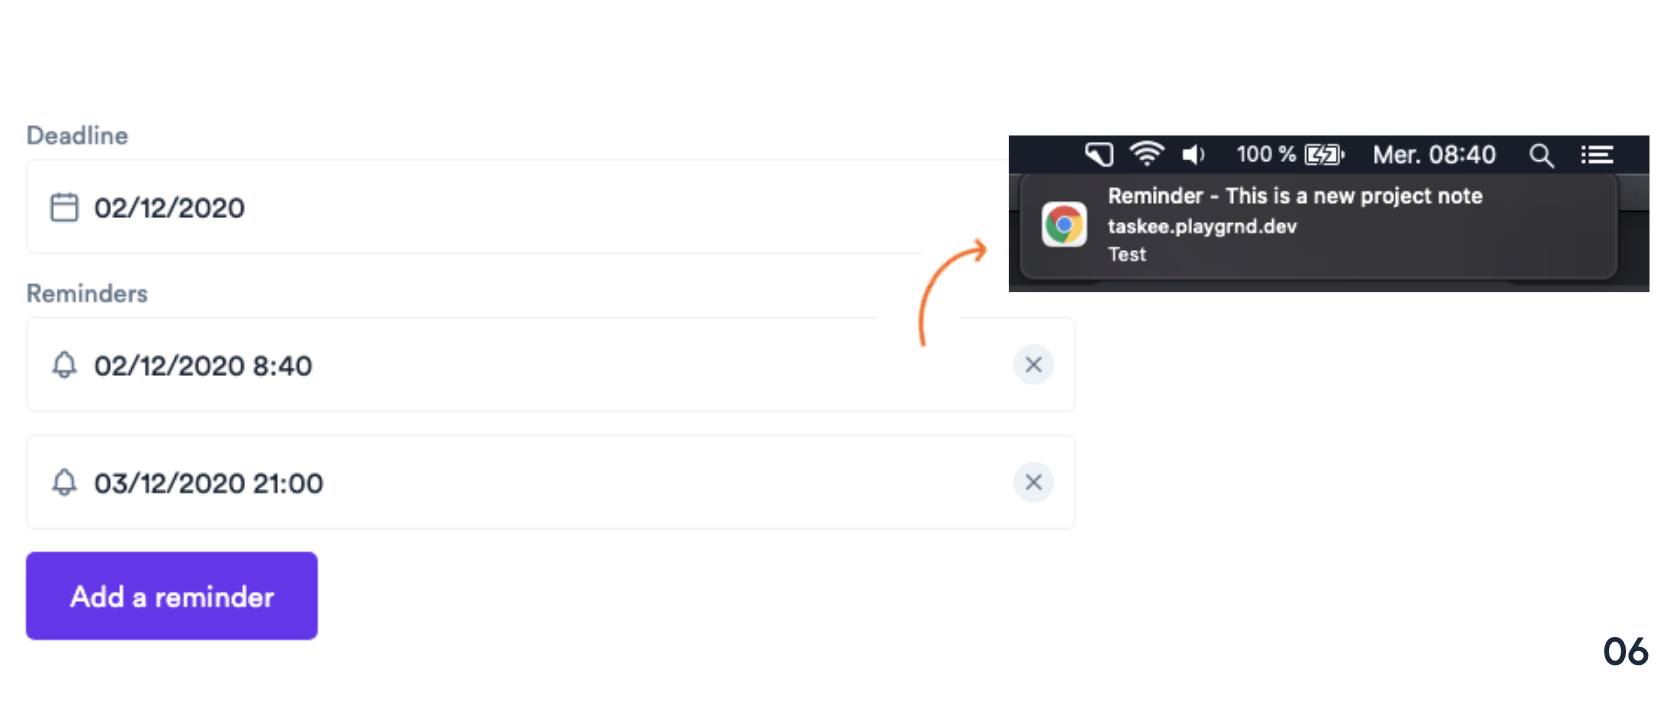 Deadline
02/12/2020
Reminders
02/12/2020 8:40
03/12/2020 21:00
Add a reminder
100 % Mer. 08:40
Reminder - This is a new project note
taskee.playgrnd.dev
Test
06